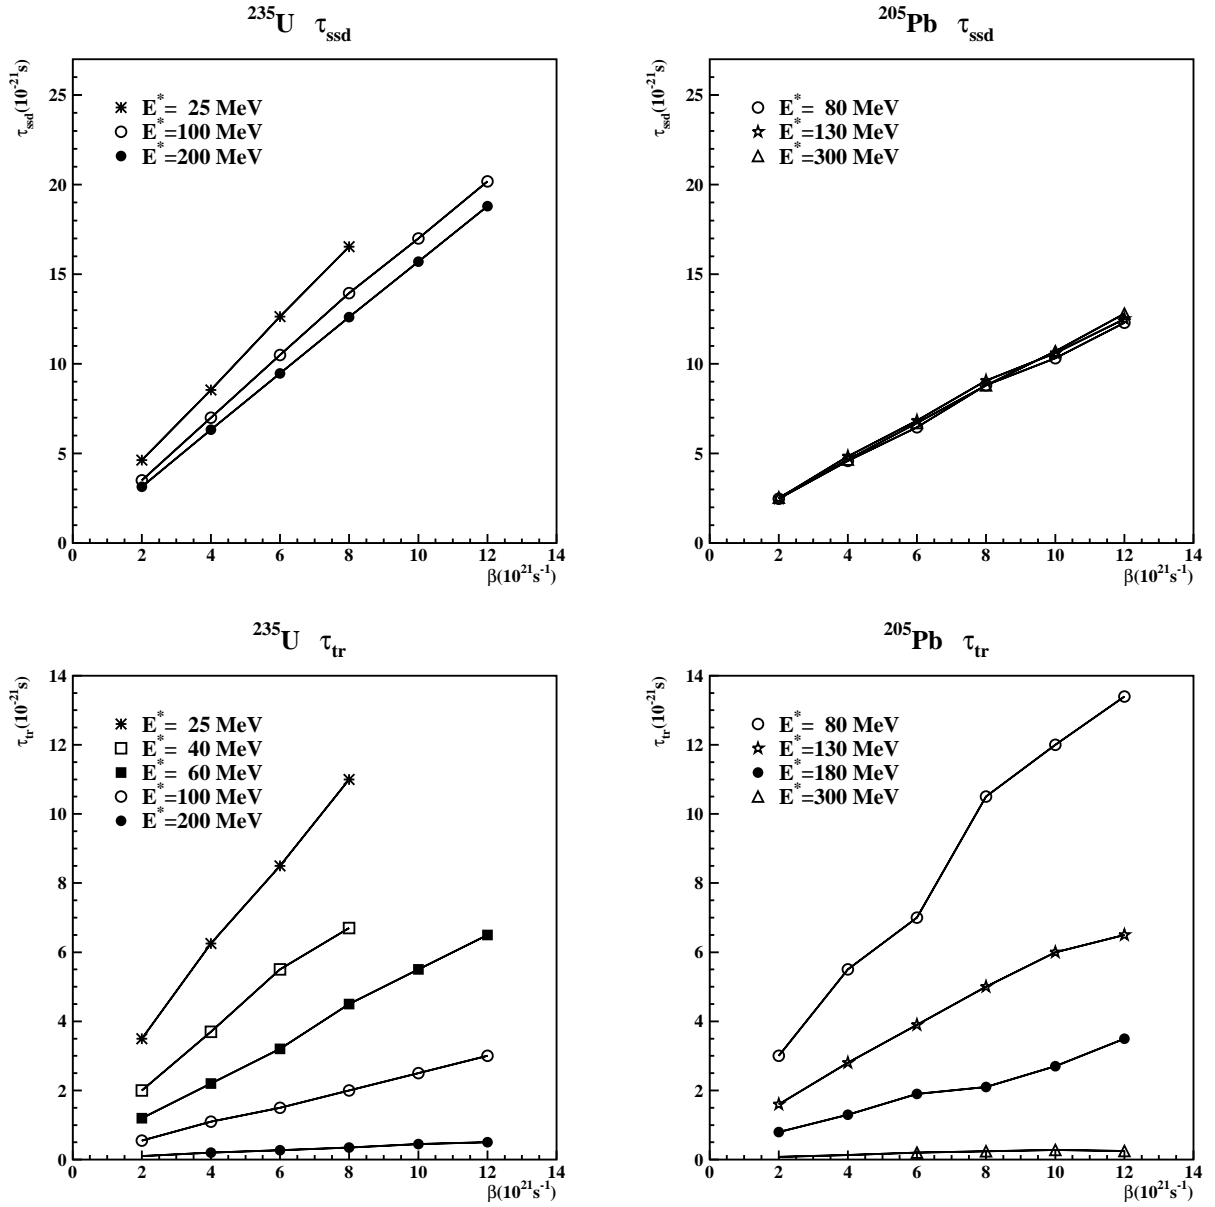 ²³⁵U τssd
τssd(10⁻²¹s)
25
20
15
10
5
0
E*= 25 MeV
E*=100 MeV
E*=200 MeV
0 2 4 6 8 10 12 14
β(10²¹s⁻¹)
²⁰⁵Pb τssd
τssd(10⁻²¹s)
25
20
15
10
5
0
E*= 80 MeV
E*=130 MeV
E*=300 MeV
0 2 4 6 8 10 12 14
β(10²¹s⁻¹)
²³⁵U τtr
τtr(10⁻²¹s)
14
12
10
8
6
4
2
0
E*= 25 MeV
E*= 40 MeV
E*= 60 MeV
E*=100 MeV
E*=200 MeV
0 2 4 6 8 10 12 14
β(10²¹s⁻¹)
²⁰⁵Pb τtr
τtr(10⁻²¹s)
14
12
10
8
6
4
2
0
E*= 80 MeV
E*=130 MeV
E*=180 MeV
E*=300 MeV
0 2 4 6 8 10 12 14
β(10²¹s⁻¹)